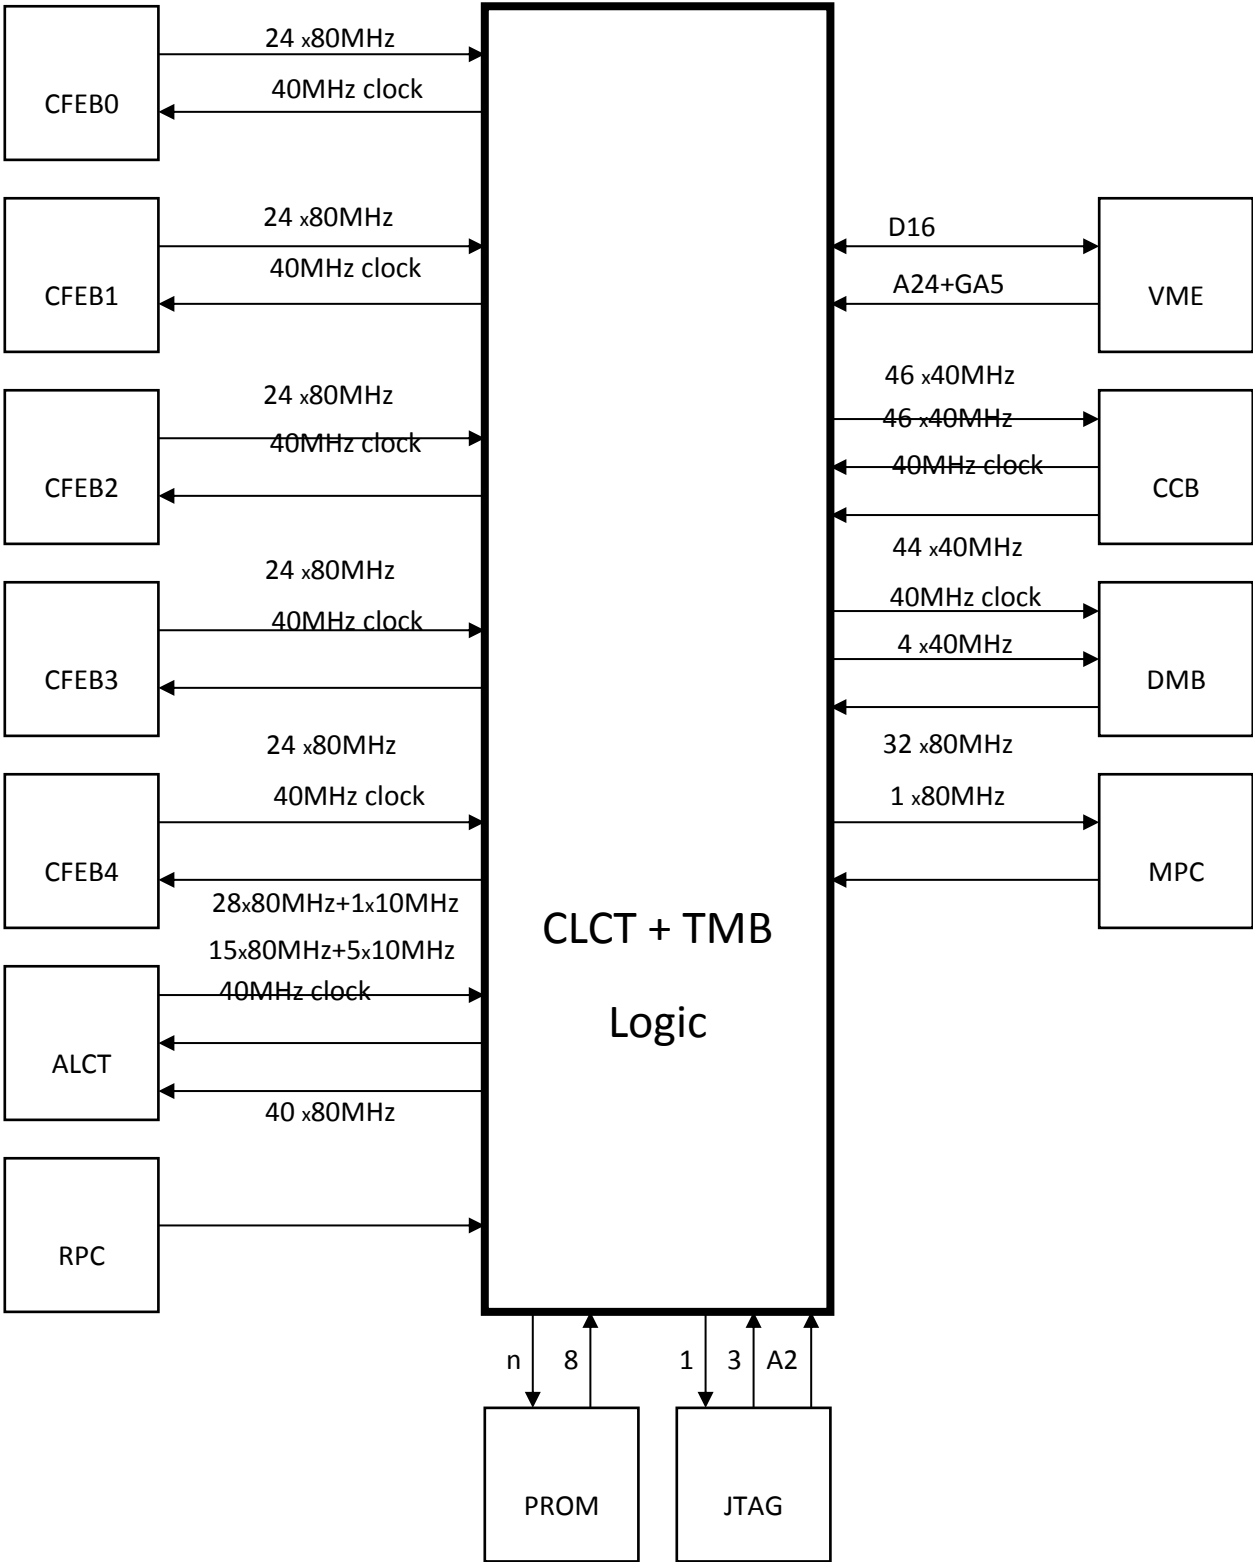 24 x80MHz
40MHz clock
CFEB0
24 x80MHz
40MHz clock
CFEB1
24 x80MHz
40MHz clock
CFEB2
24 x80MHz
40MHz clock
CFEB3
24 x80MHz
40MHz clock
CFEB4
28x80MHz+1x10MHz
15x80MHz+5x10MHz
40MHz clock
ALCT
40 x80MHz
RPC
CLCT + TMB
Logic
D16
A24+GA5
VME
46 x40MHz
46 x40MHz
40MHz clock
CCB
44 x40MHz
40MHz clock
4 x40MHz
DMB
32 x80MHz
1 x80MHz
MPC
n
8
1
3
A2
PROM
JTAG